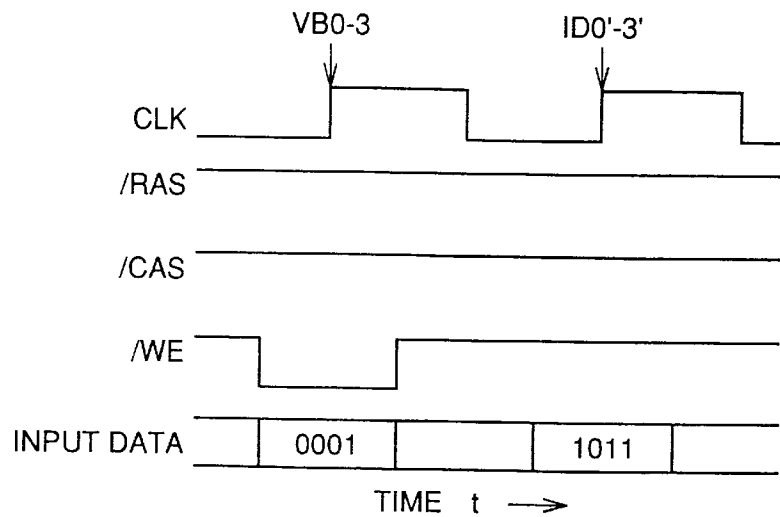 VB0-3 ID0'-3'
CLK
/RAS
/CAS
/WE
INPUT DATA 0001 1011
TIME t